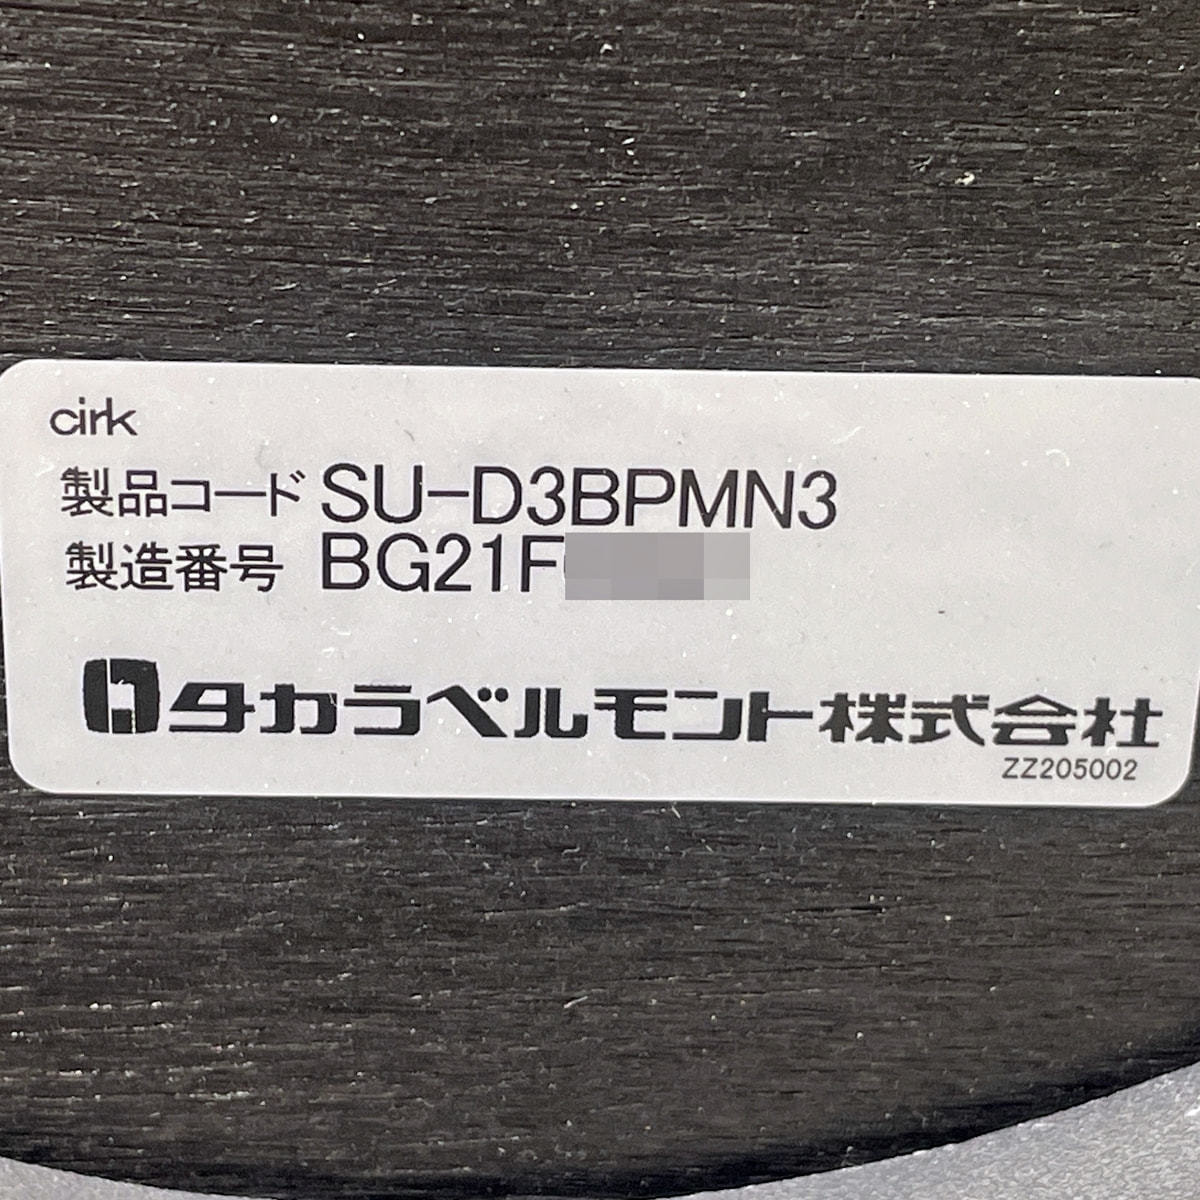 cirk
製品コード SU-D3BPMN3
製造番号 BG21F
タカラベルモント株式会社
ZZ205002